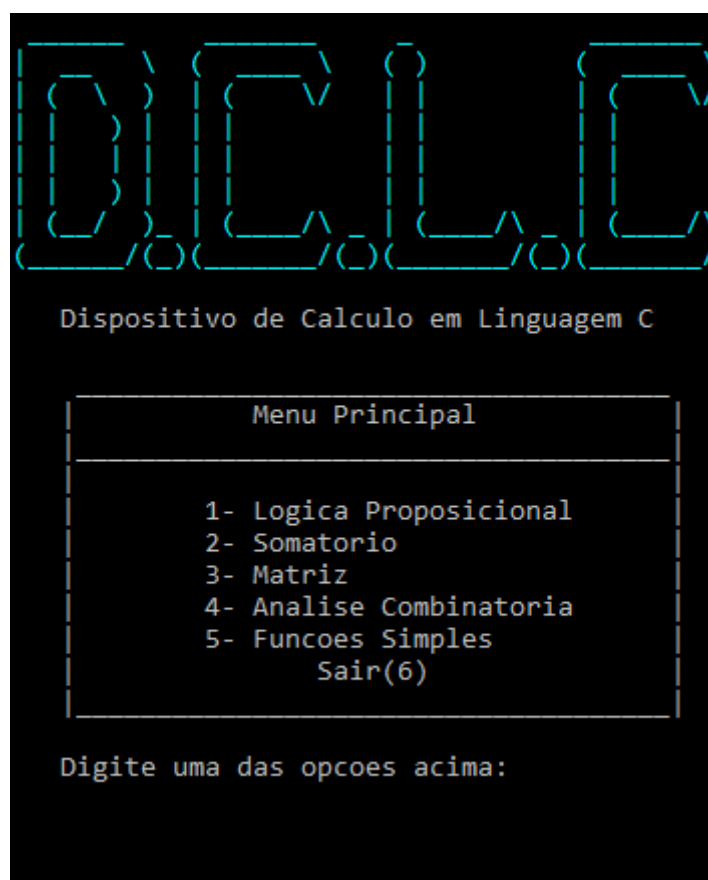 D.C.L.C
Dispositivo de Calculo em Linguagem C
Menu Principal
1- Logica Proposicional
2- Somatorio
3- Matriz
4- Analise Combinatoria
5- Funcoes Simples
Sair(6)
Digite uma das opcoes acima: